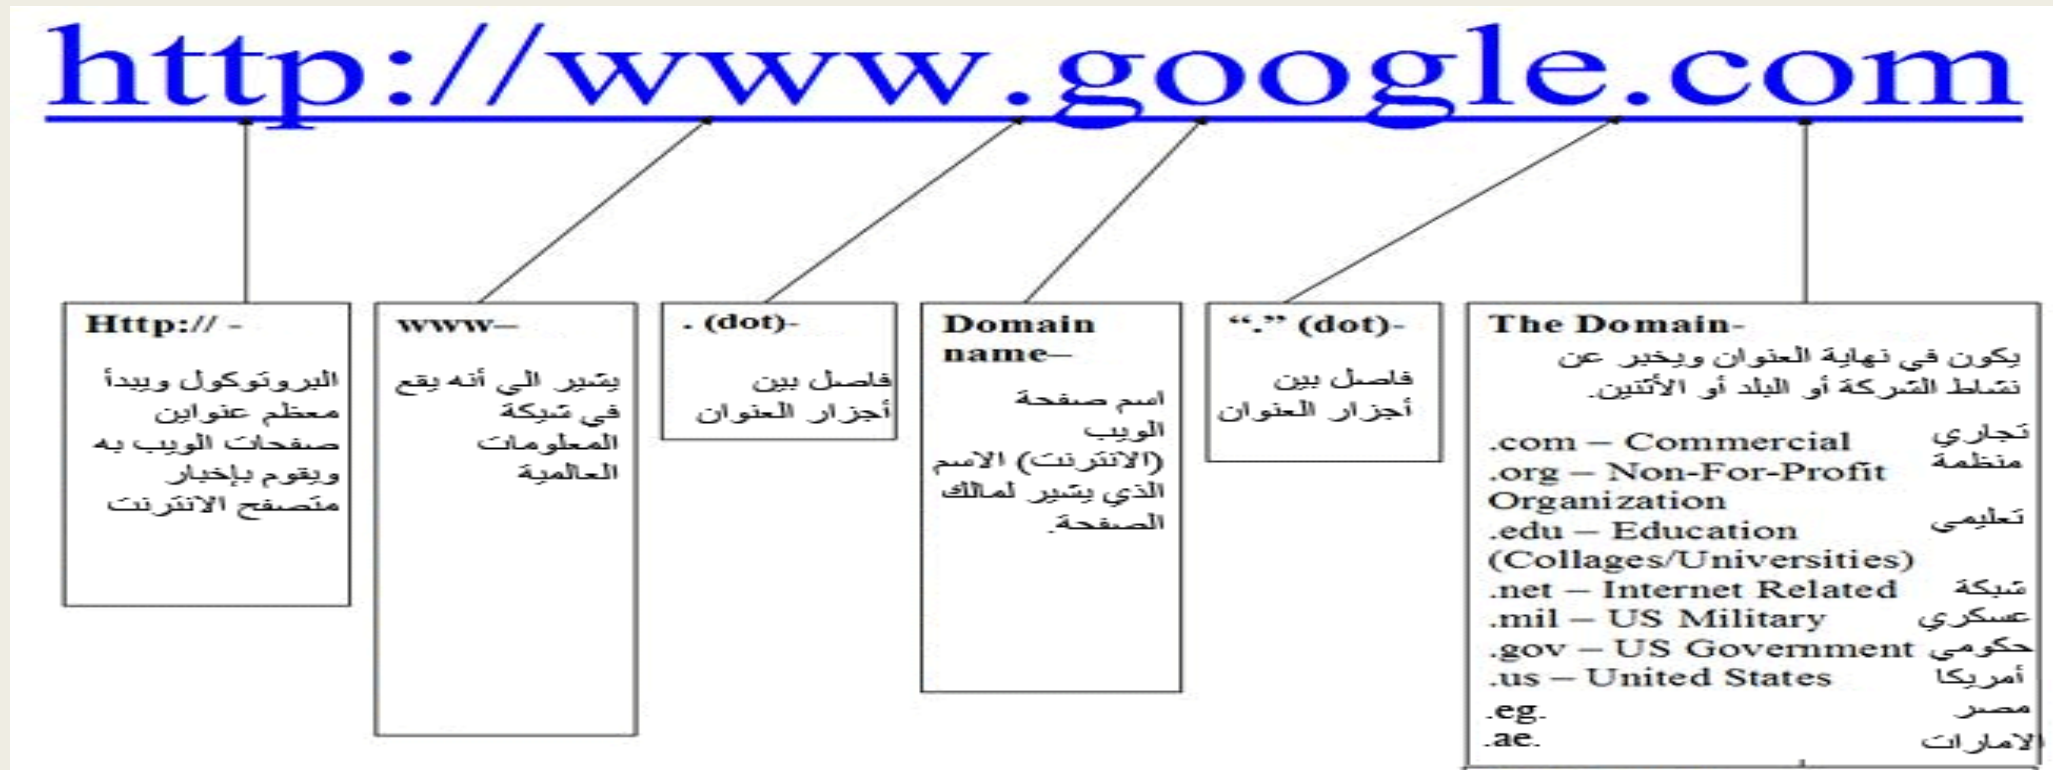 http://www.google.com
Http:// -
البروتوكول ويبدأ
معظم عنواين
صفحات الويب به
ويقوم بإخبار
متصفح الانترنت
www–
يشير الي أنه يقع
في شبكة
المعلومات
العالمية
. (dot)-
فاصل بين
أجزار العنوان
Domain
name–
اسم صفحة
الويب
(الانترنت) الاسم
الذي يشير لمالك
الصفحة.
“.” (dot)-
فاصل بين
أجزار العنوان
The Domain-
يكون في نهاية العنوان ويخبر عن
نشاط الشركة أو البلد أو الأثنين.
.com – Commercial تجاري
.org – Non-For-Profit منظمة
Organization
.edu – Education تعليمي
(Collages/Universities)
.net – Internet Related شبكة
.mil – US Military عسكري
.gov – US Government حكومي
.us – United States أمريكا
.eg. مصر
.ae. الامارات